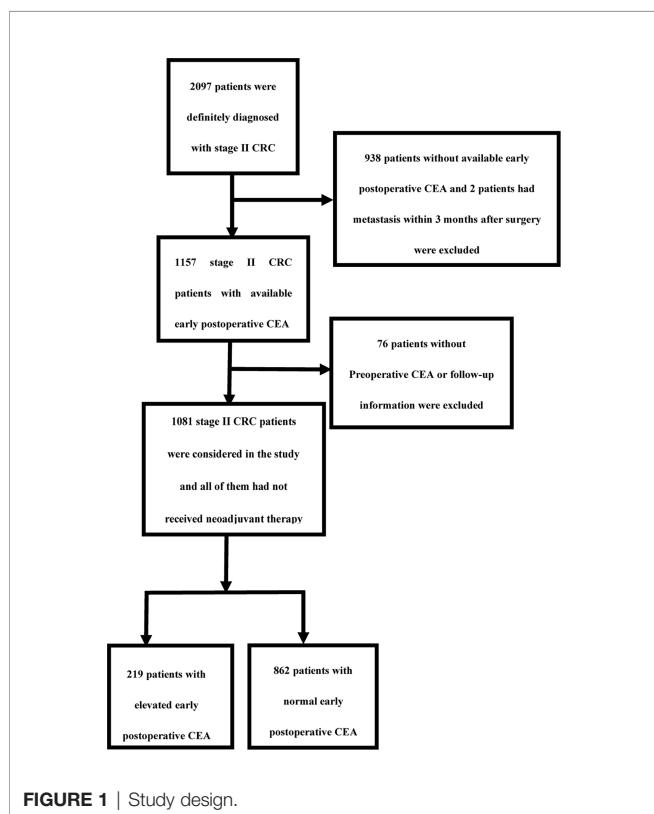 2097 patients were
definitely diagnosed
with stage II CRC
938 patients without available early
postoperative CEA and 2 patients had
metastasis within 3 months after surgery
were excluded
1157 stage II CRC
patients with available
early postoperative CEA
76 patients without
Preoperative CEA or follow-up
information were excluded
1081 stage II CRC patients
were considered in the study
and all of them had not
received neoadjuvant therapy
219 patients with
elevated early
postoperative CEA
862 patients with
normal early
postoperative CEA
FIGURE 1 | Study design.